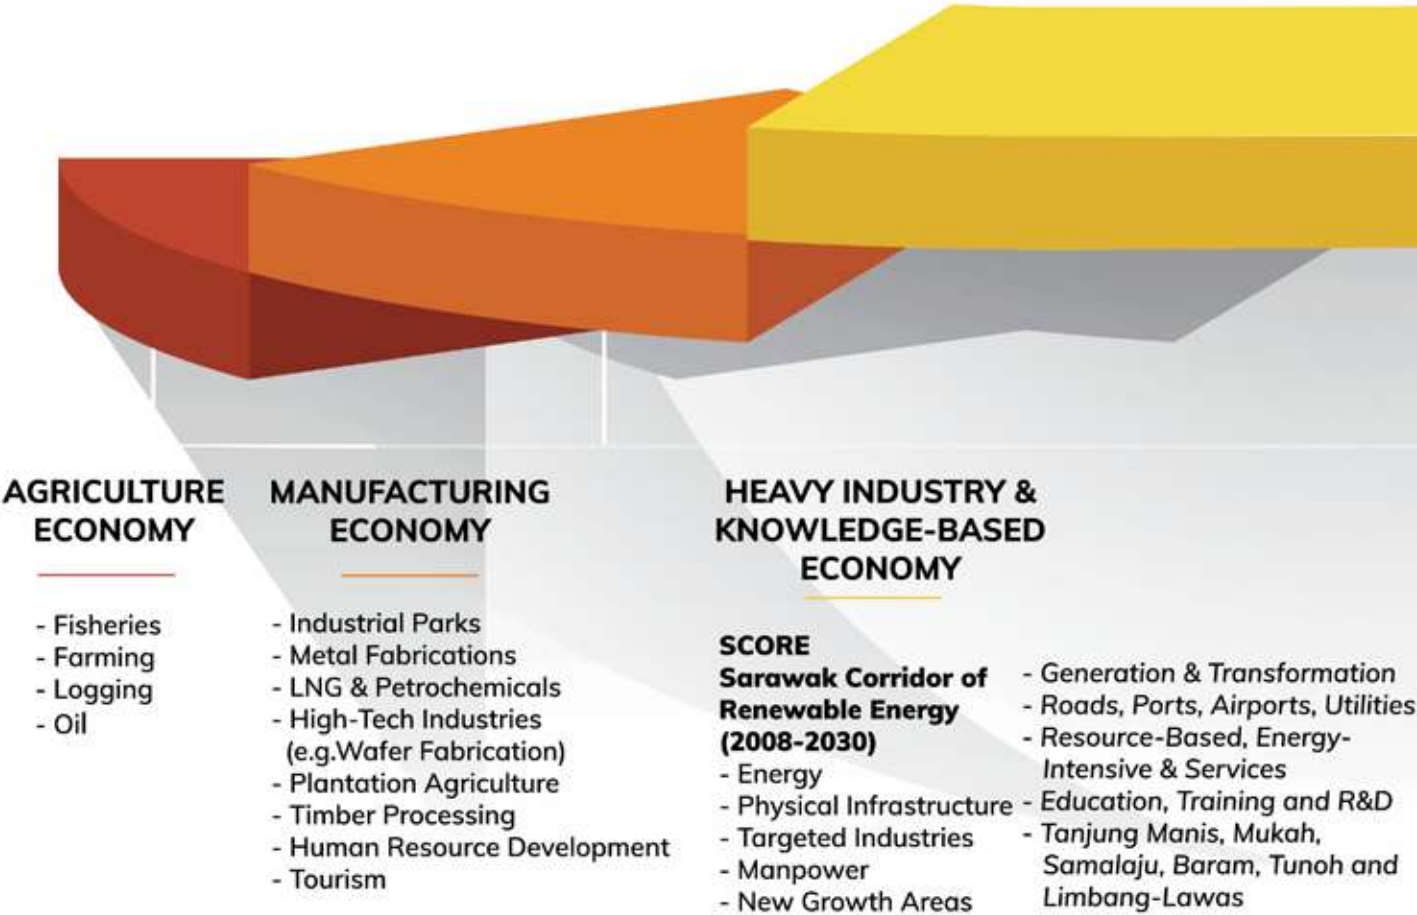 AGRICULTURE
ECONOMY
- Fisheries
- Farming
- Logging
- Oil
MANUFACTURING
ECONOMY
- Industrial Parks
- Metal Fabrications
- LNG & Petrochemicals
- High-Tech Industries
(e.g.Wafer Fabrication)
- Plantation Agriculture
- Timber Processing
- Human Resource Development
- Tourism
HEAVY INDUSTRY &
KNOWLEDGE-BASED
ECONOMY
SCORE
Sarawak Corridor of
Renewable Energy
(2008-2030)
- Energy
- Physical Infrastructure
- Targeted Industries
- Manpower
- New Growth Areas
- Generation & Transformation
- Roads, Ports, Airports, Utilities
- Resource-Based, Energy-
Intensive & Services
- Education, Training and R&D
- Tanjung Manis, Mukah,
Samalaju, Baram, Tunoh and
Limbang-Lawas